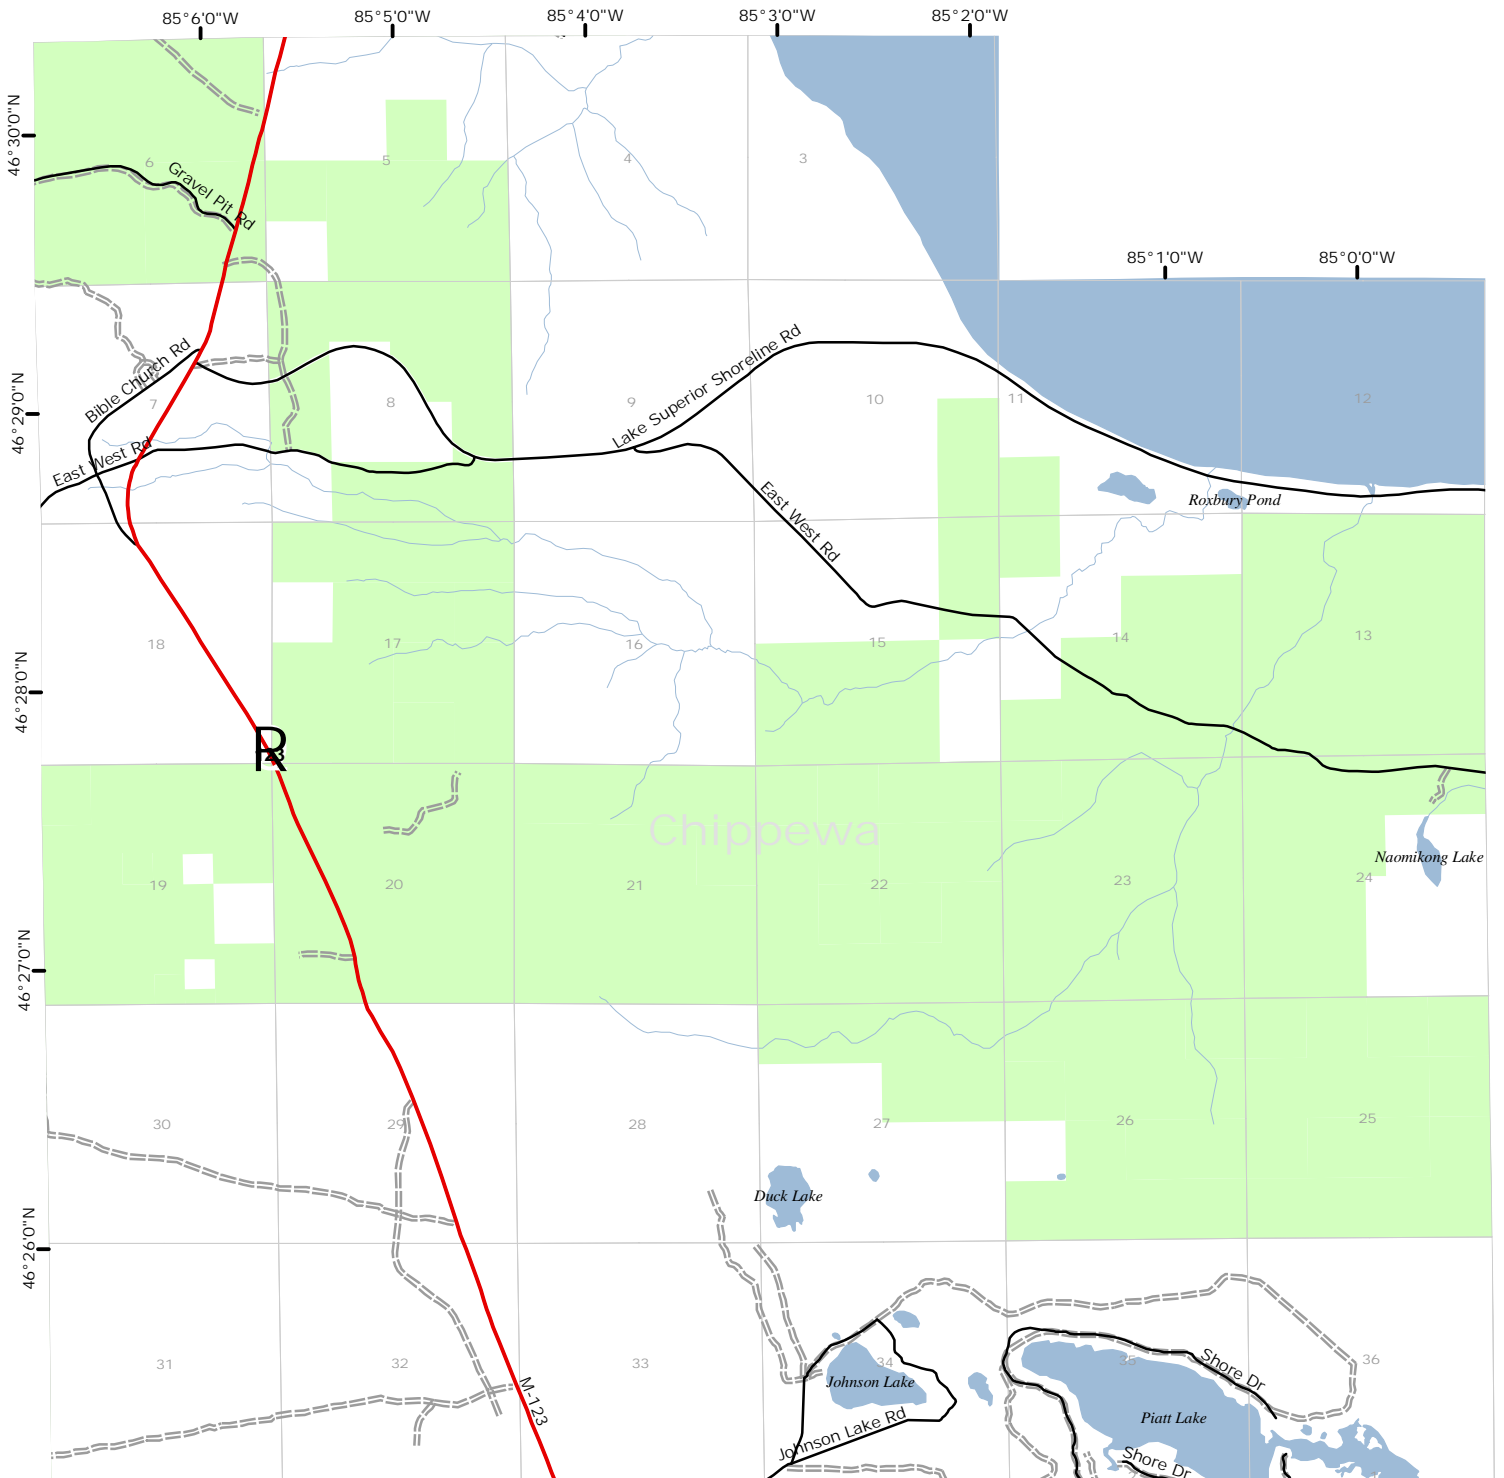 85°6'0"W
85°5'0"W
85°4'0"W
85°3'0"W
85°2'0"W
46°30'0"N
6
5
4
3
Gravel Pit Rd
85°1'0"W
85°0'0"W
46°29'0"N
Bible Church Rd
7
8
9
Lake Superior Shoreline Rd
10
11
12
East West Rd
East West Rd
Roxbury Pond
46°28'0"N
18
17
16
15
14
13
R
123
Chippewa
Naomikong Lake
46°27'0"N
19
20
21
22
23
24
30
29
28
27
26
25
46°26'0"N
Duck Lake
31
32
33
34
35
36
Shore Dr
Johnson Lake
M-123
Piatt Lake
Johnson Lake Rd
Shore Dr